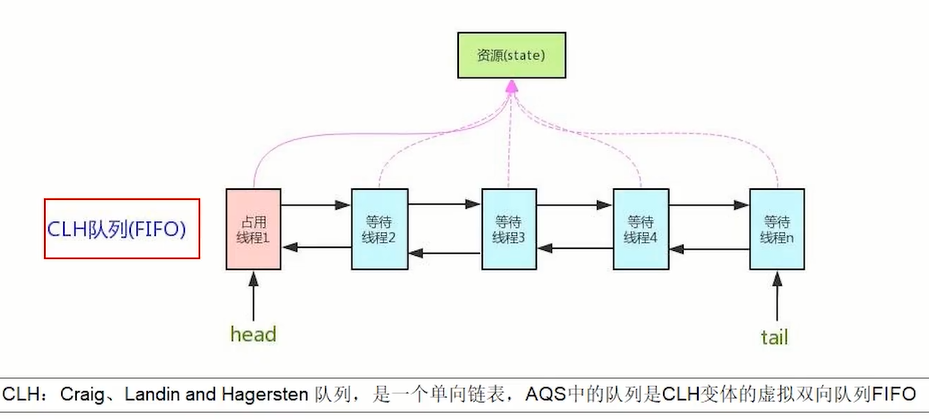 资源(state)
CLH队列(FIFO)
占用
线程1
等待
线程2
等待
线程3
等待
线程4
等待
线程n
head
tail
CLH：Craig、Landin and Hagersten 队列，是一个单向链表，AQS中的队列是CLH变体的虚拟双向队列FIFO